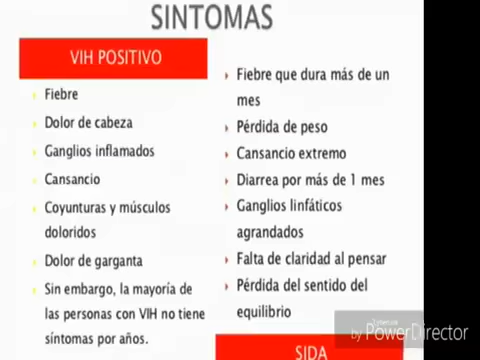 SINTOMAS
VIH POSITIVO
Fiebre
Dolor de cabeza
Ganglios inflamados
Cansancio
Coyunturas y músculos
doloridos
Dolor de garganta
Sin embargo, la mayoría de
las personas con VIH no tiene
síntomas por años.
Fiebre que dura más de un
mes
Pérdida de peso
Cansancio extremo
Diarrea por más de 1 mes
Ganglios linfáticos
agrandados
Falta de claridad al pensar
Pérdida del sentido del
equilibrio
SIDA
by PowerDirector